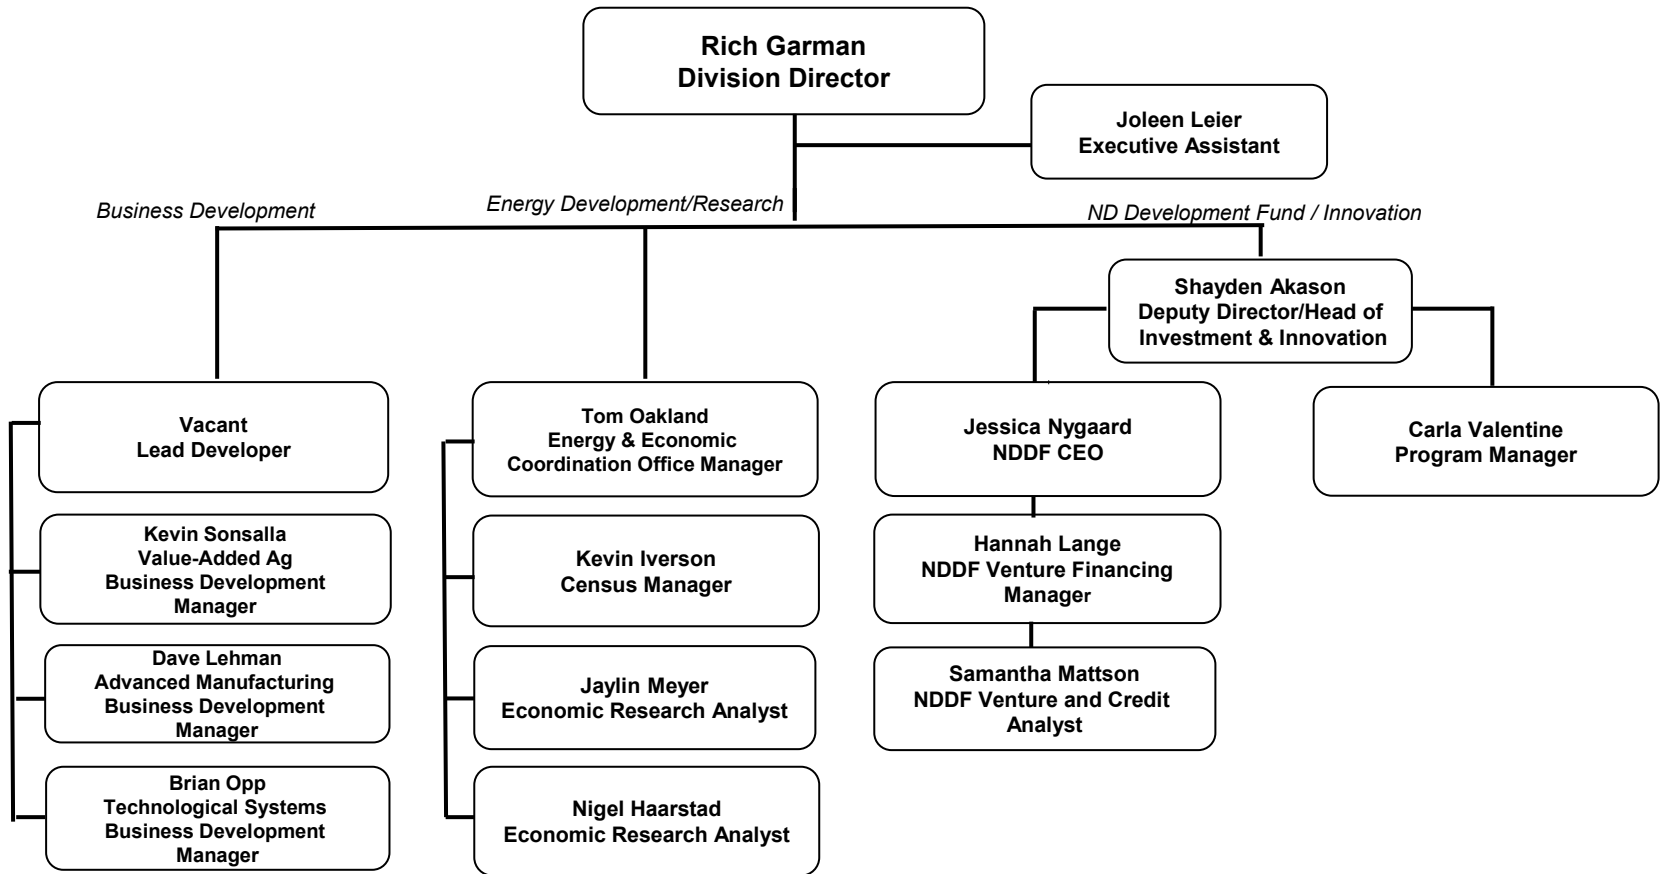 Rich Garman
Division Director
Joleen Leier
Executive Assistant
Business Development
Energy Development/Research
ND Development Fund / Innovation
Shayden Akason
Deputy Director/Head of
Investment & Innovation
Vacant
Lead Developer
Kevin Sonsalla
Value-Added Ag
Business Development
Manager
Dave Lehman
Advanced Manufacturing
Business Development
Manager
Brian Opp
Technological Systems
Business Development
Manager
Tom Oakland
Energy & Economic
Coordination Office Manager
Kevin Iverson
Census Manager
Jaylin Meyer
Economic Research Analyst
Nigel Haarstad
Economic Research Analyst
Jessica Nygaard
NDDF CEO
Hannah Lange
NDDF Venture Financing
Manager
Samantha Mattson
NDDF Venture and Credit
Analyst
Carla Valentine
Program Manager